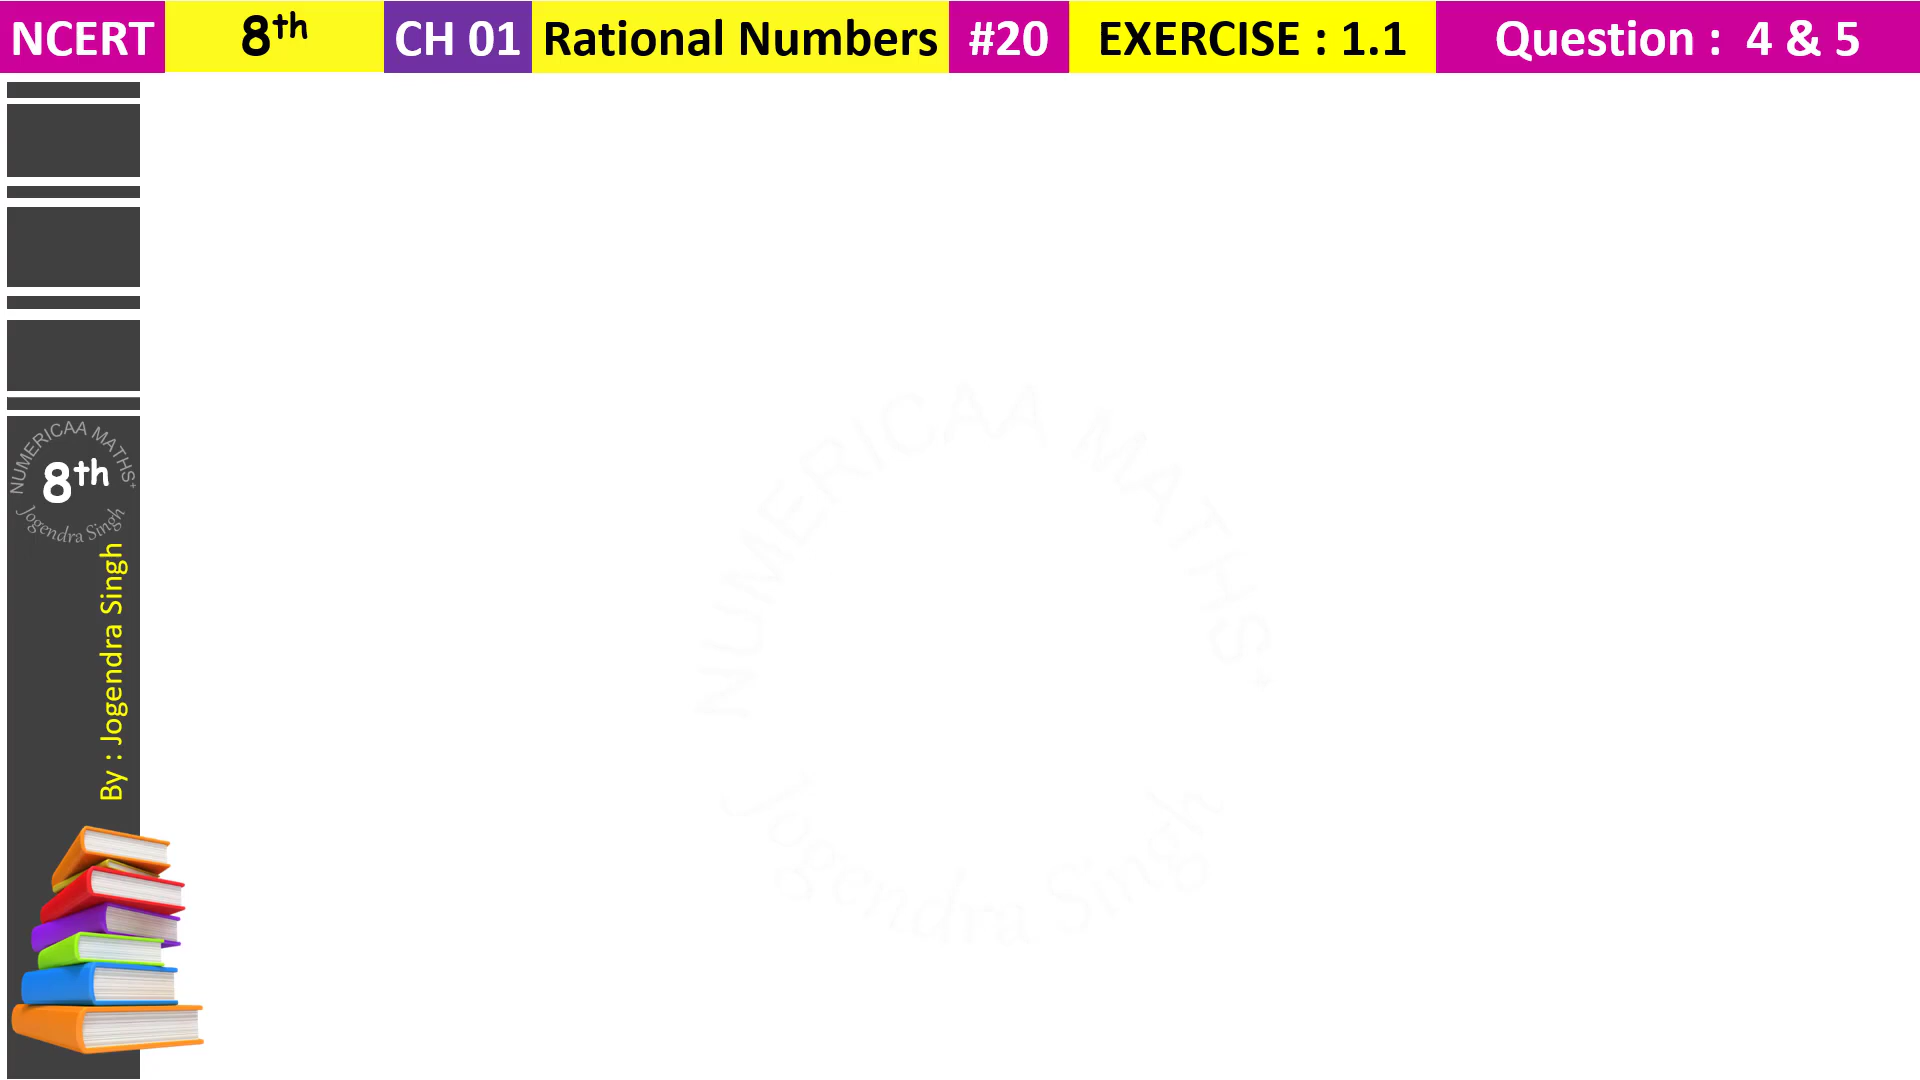 NCERT 8th CH 01 Rational Numbers #20 EXERCISE : 1.1 Question : 4 & 5
NUMERICAA MATHS+
8th
Jogendra Singh
By : Jogendra Singh
NUMERICAA MATHS+
Jogendra Singh